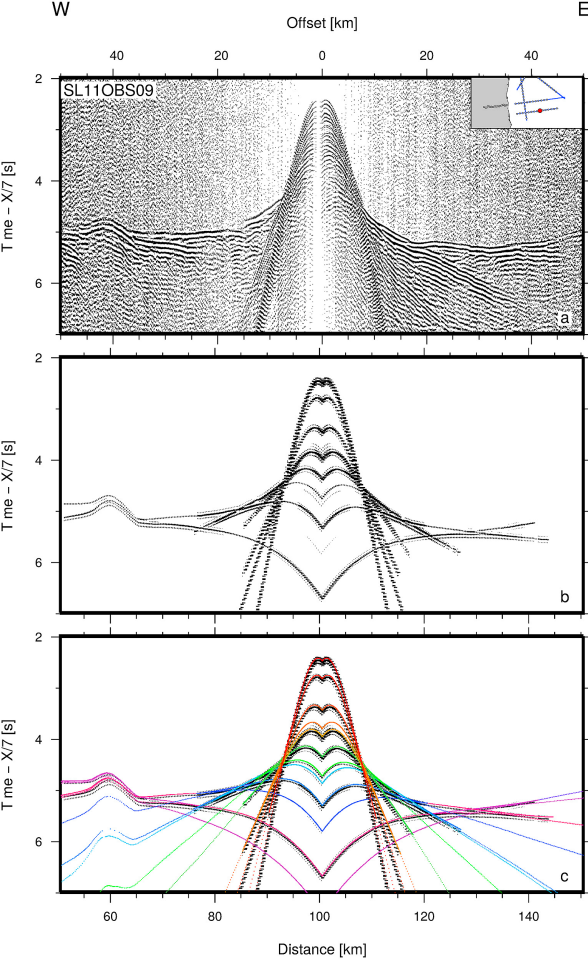 W E
Offset [km]
40 20 0 20 40
SL11OBS09
2
4
6
T me – X/7 [s]
a
2
4
6
T me – X/7 [s]
b
2
4
6
T me – X/7 [s]
c
60 80 100 120 140
Distance [km]